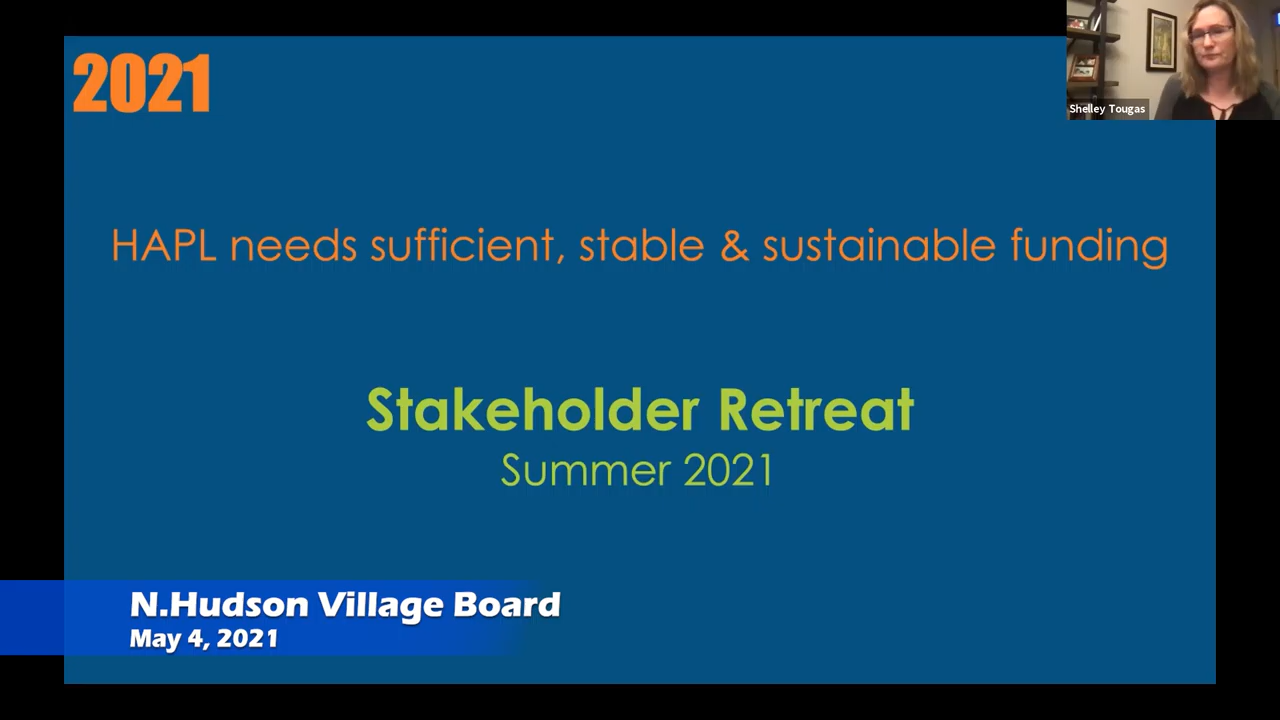 2021
Shelley Tougas
HAPL needs sufficient, stable & sustainable funding
Stakeholder Retreat
Summer 2021
N.Hudson Village Board
May 4, 2021